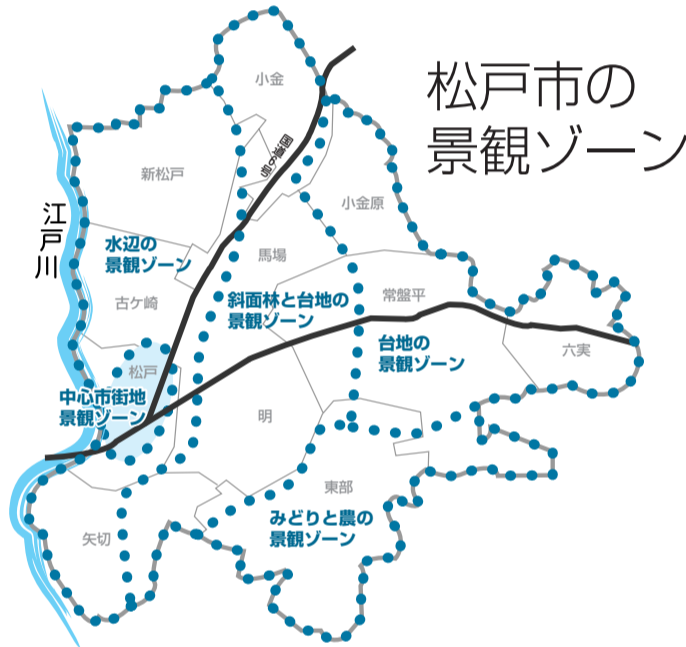 松戸市の
景観ゾーン
小金
国道6号
新松戸
小金原
江戸川
水辺の
景観ゾーン
馬場
古ケ崎
斜面林と台地の
景観ゾーン
常盤平
台地の
景観ゾーン
六実
松戸
中心市街地
景観ゾーン
明
東部
みどりと農の
景観ゾーン
矢切